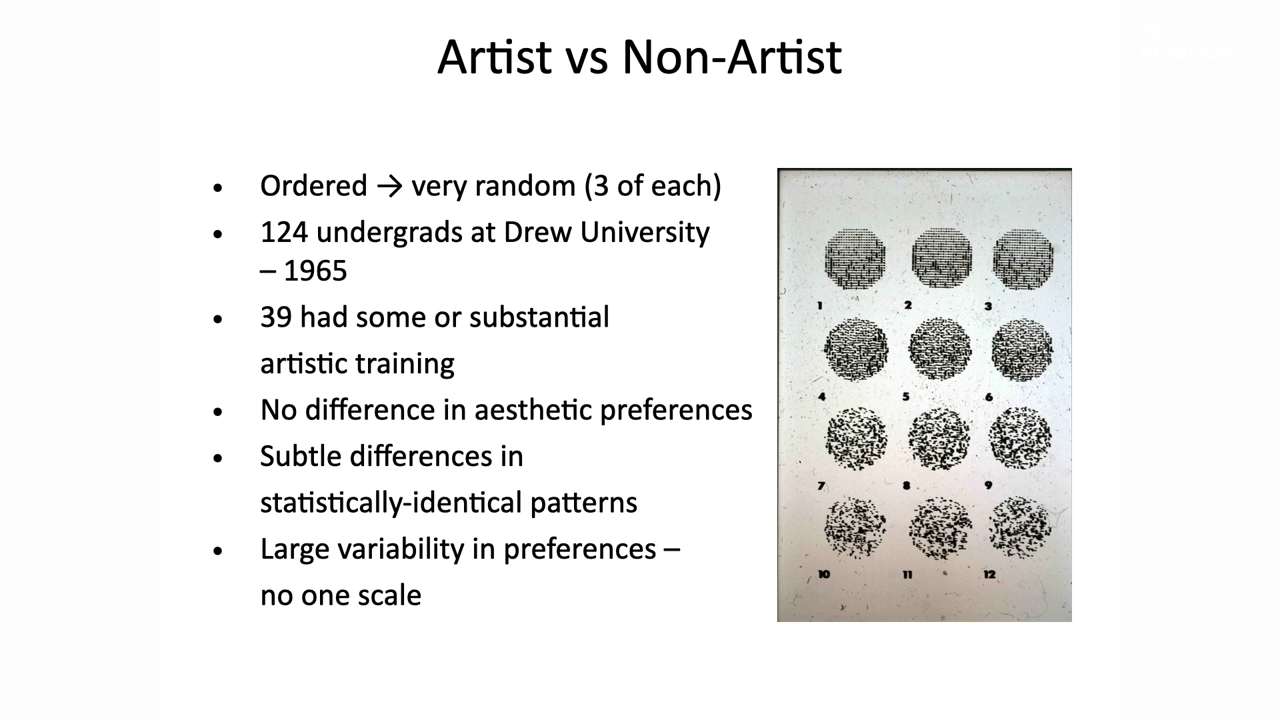 Artist vs Non-Artist
• Ordered → very random (3 of each)
• 124 undergrads at Drew University
– 1965
• 39 had some or substantial
artistic training
• No difference in aesthetic preferences
• Subtle differences in
statistically-identical patterns
• Large variability in preferences –
no one scale
1 2 3
4 5 6
7 8 9
10 11 12